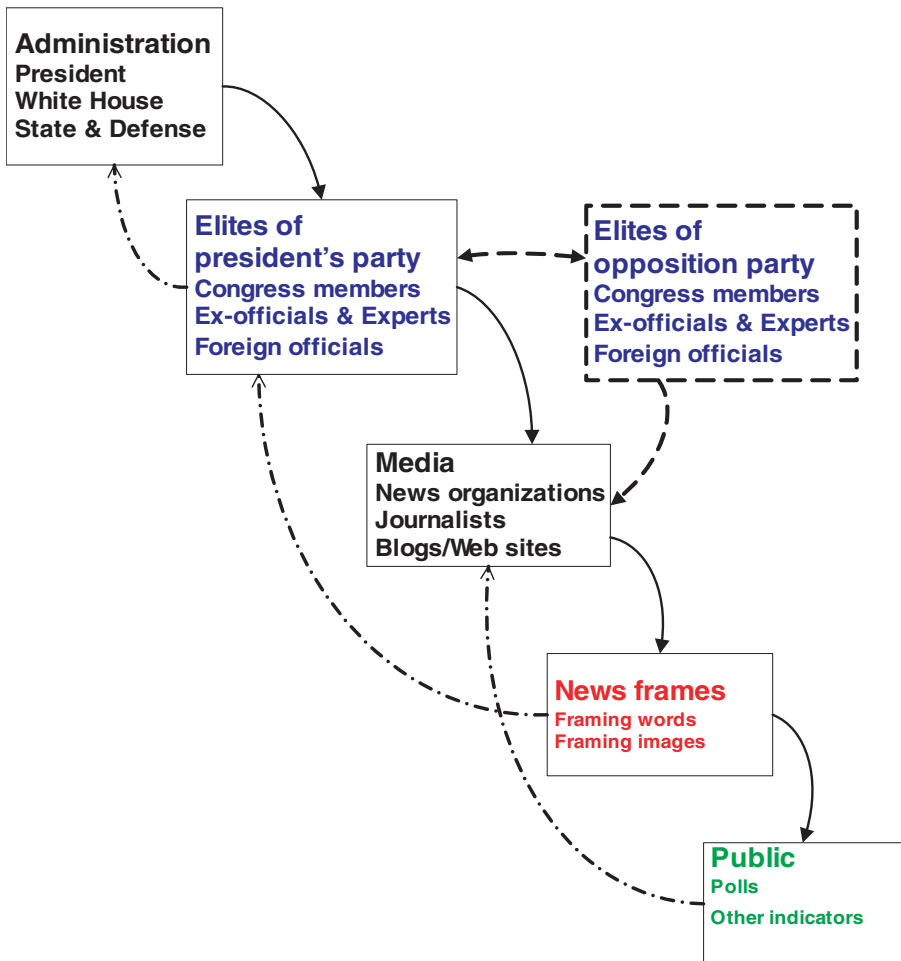 Administration
President
White House
State & Defense
Elites of
president's party
Congress members
Ex-officials & Experts
Foreign officials
Elites of
opposition party
Congress members
Ex-officials & Experts
Foreign officials
Media
News organizations
Journalists
Blogs/Web sites
News frames
Framing words
Framing images
Public
Polls
Other indicators